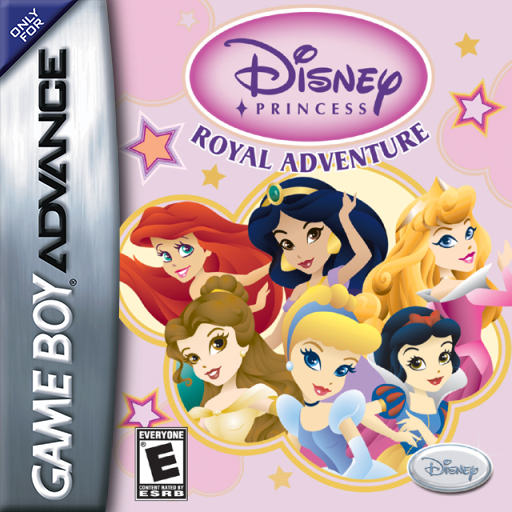 ONLY
FOR
GAME BOY ADVANCE
DISNEY
PRINCESS
ROYAL ADVENTURE
EVERYONE
E
CONTENT RATED BY
ESRB
Disney